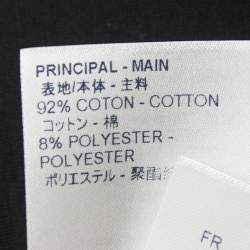 PRINCIPAL - MAIN
表地/本体 - 主料
92% COTON - COTTON
コットン - 棉
8% POLYESTER -
POLYESTER
ポリエステル - 聚酯
FR